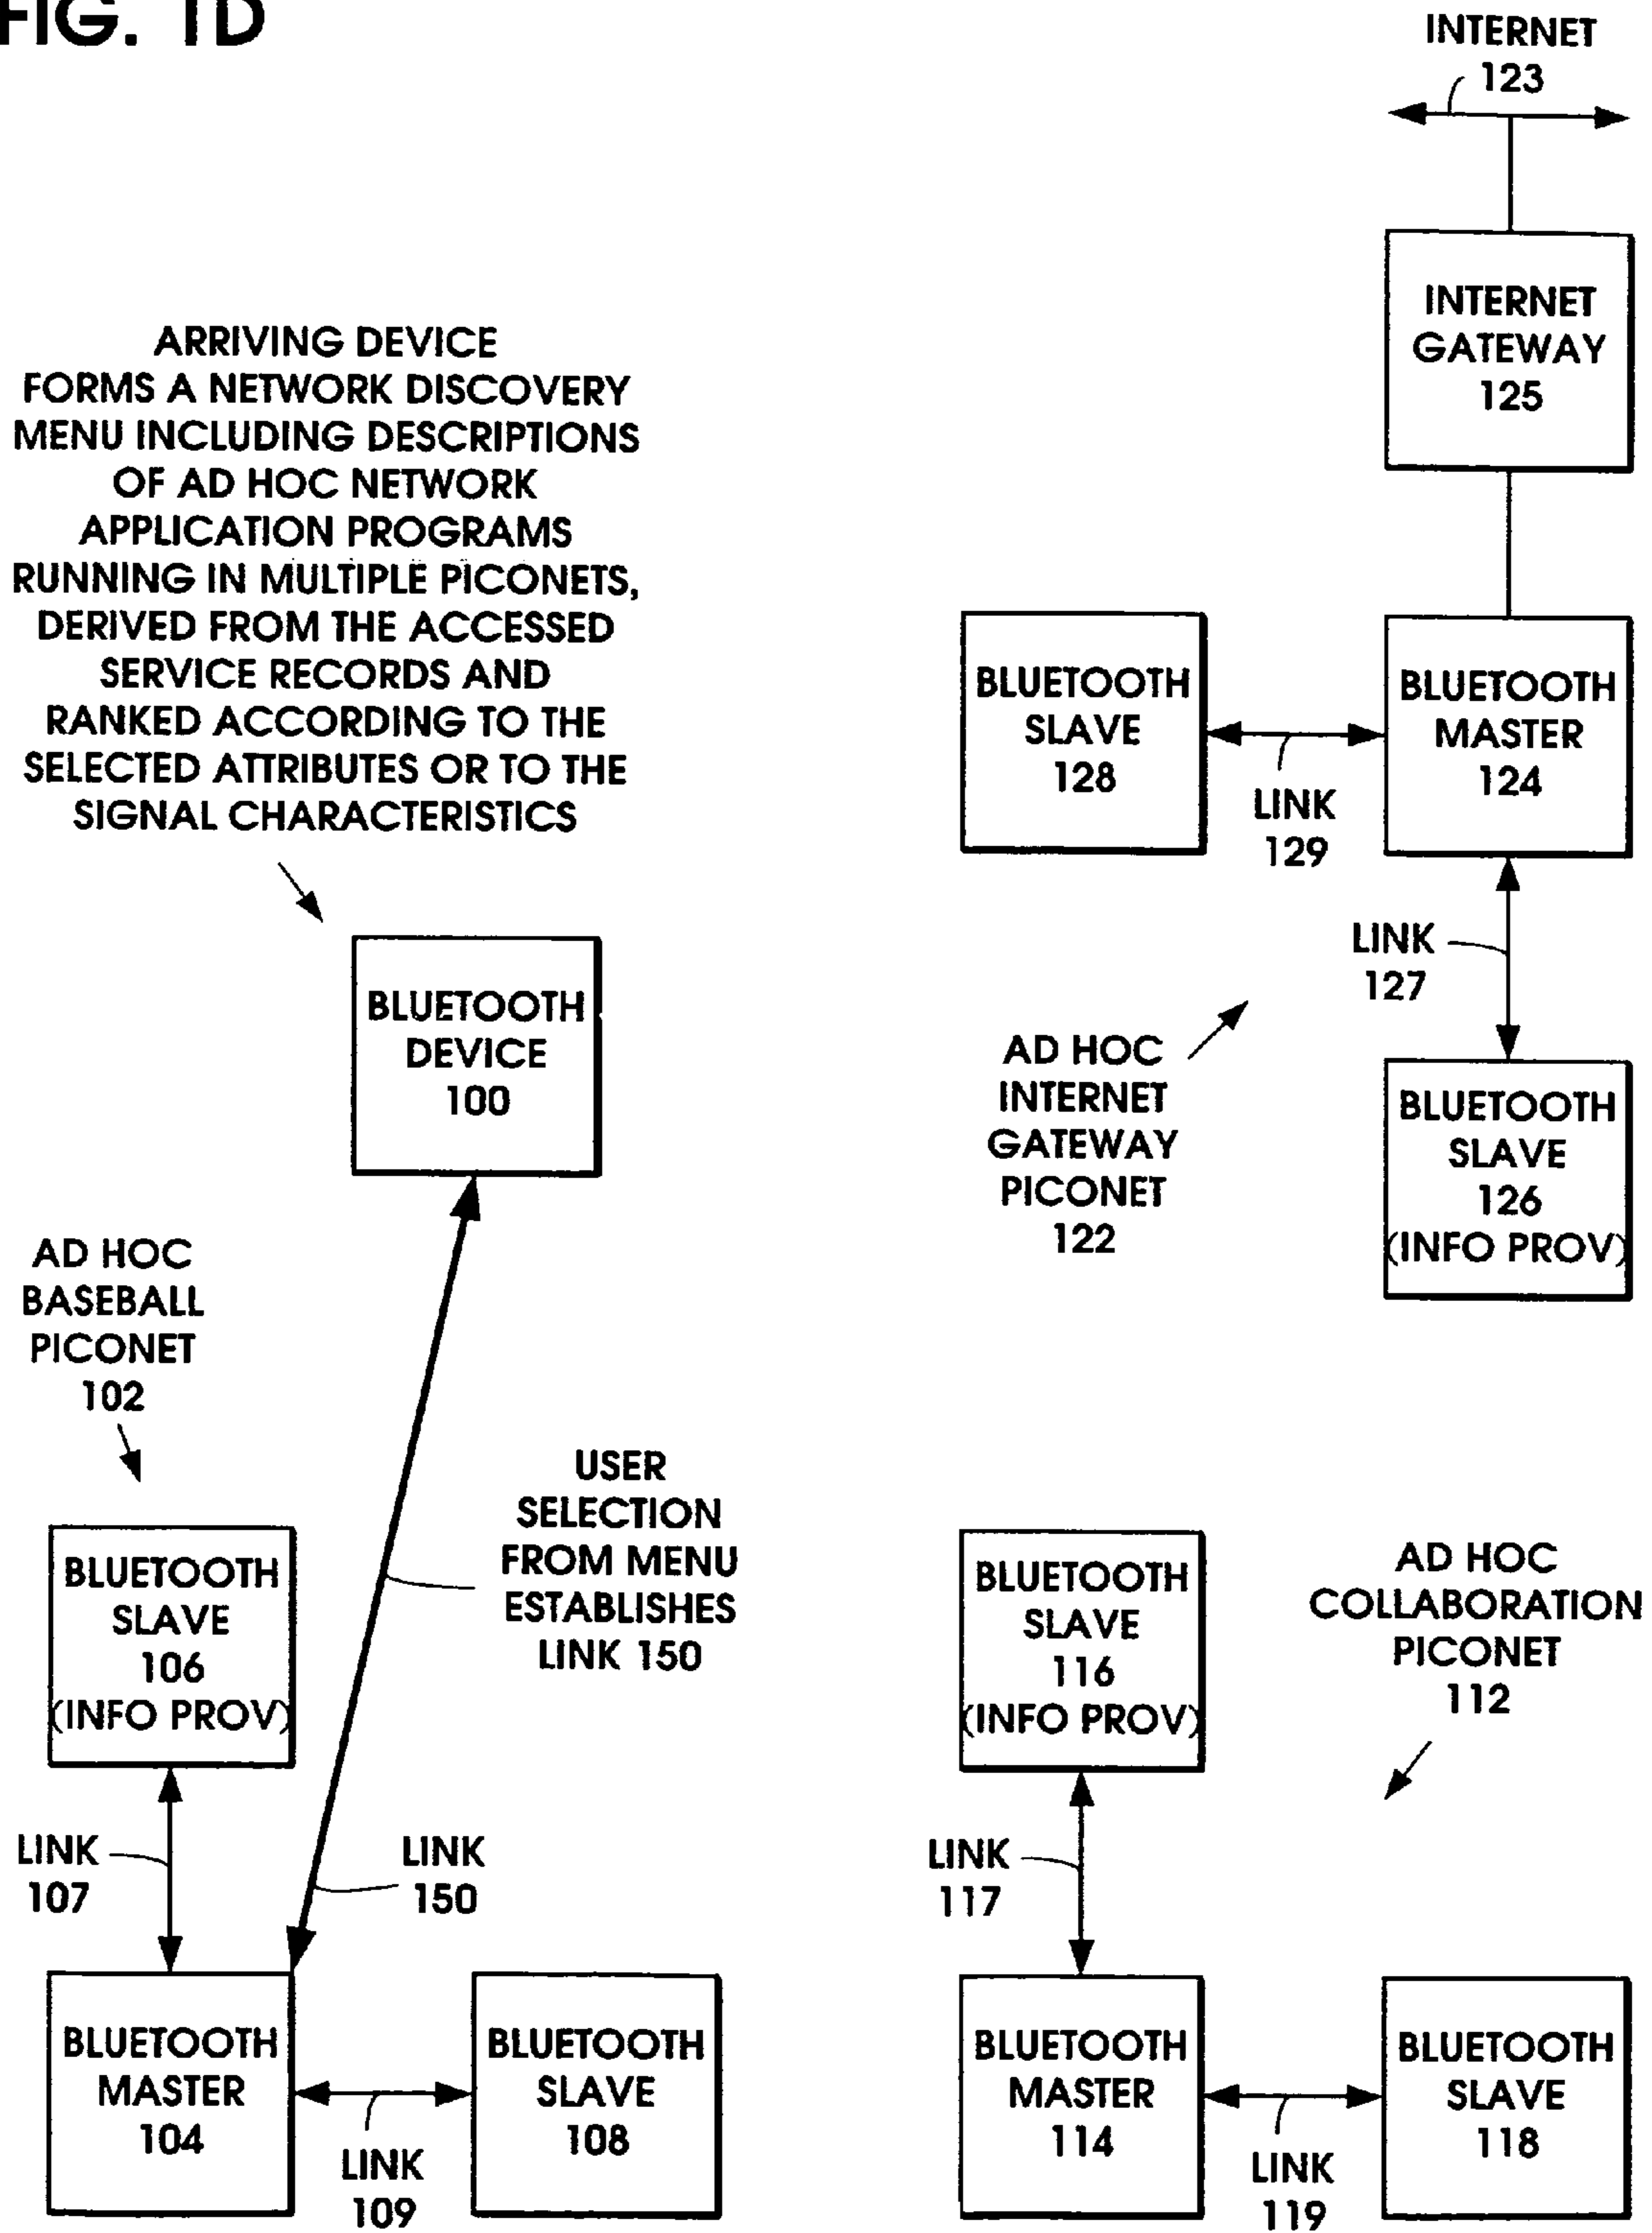 FIG. 1D
INTERNET
123
INTERNET
GATEWAY
125
ARRIVING DEVICE
FORMS A NETWORK DISCOVERY
MENU INCLUDING DESCRIPTIONS
OF AD HOC NETWORK
APPLICATION PROGRAMS
RUNNING IN MULTIPLE PICONETS,
DERIVED FROM THE ACCESSED
SERVICE RECORDS AND
RANKED ACCORDING TO THE
SELECTED ATTRIBUTES OR TO THE
SIGNAL CHARACTERISTICS
BLUETOOTH
SLAVE
128
LINK
129
BLUETOOTH
MASTER
124
LINK
127
BLUETOOTH
DEVICE
100
AD HOC
INTERNET
GATEWAY
PICONET
122
BLUETOOTH
SLAVE
126
(INFO PROV)
AD HOC
BASEBALL
PICONET
102
USER
SELECTION
FROM MENU
ESTABLISHES
LINK 150
BLUETOOTH
SLAVE
106
(INFO PROV)
BLUETOOTH
SLAVE
116
(INFO PROV)
AD HOC
COLLABORATION
PICONET
112
LINK
107
LINK
150
LINK
117
BLUETOOTH
MASTER
104
LINK
109
BLUETOOTH
SLAVE
108
BLUETOOTH
MASTER
114
LINK
119
BLUETOOTH
SLAVE
118